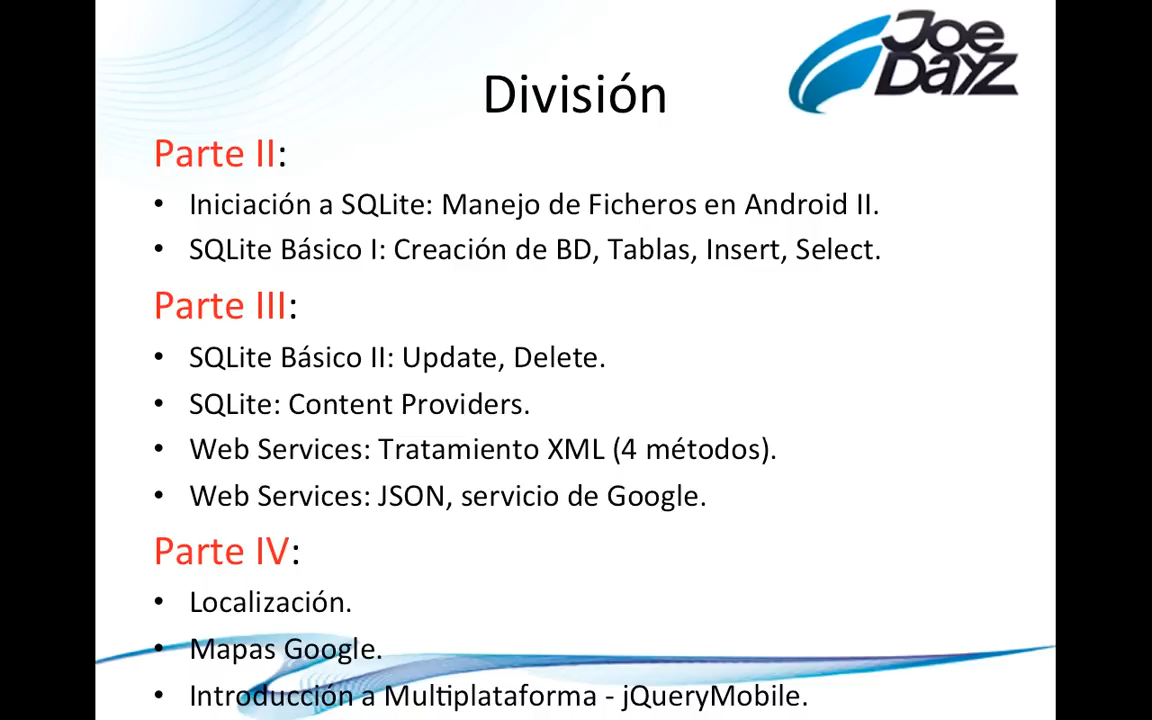 Joe
Dayz
División
Parte II:
• Iniciación a SQLite: Manejo de Ficheros en Android II.
• SQLite Básico I: Creación de BD, Tablas, Insert, Select.
Parte III:
• SQLite Básico II: Update, Delete.
• SQLite: Content Providers.
• Web Services: Tratamiento XML (4 métodos).
• Web Services: JSON, servicio de Google.
Parte IV:
• Localización.
• Mapas Google.
• Introducción a Multiplataforma - jQueryMobile.